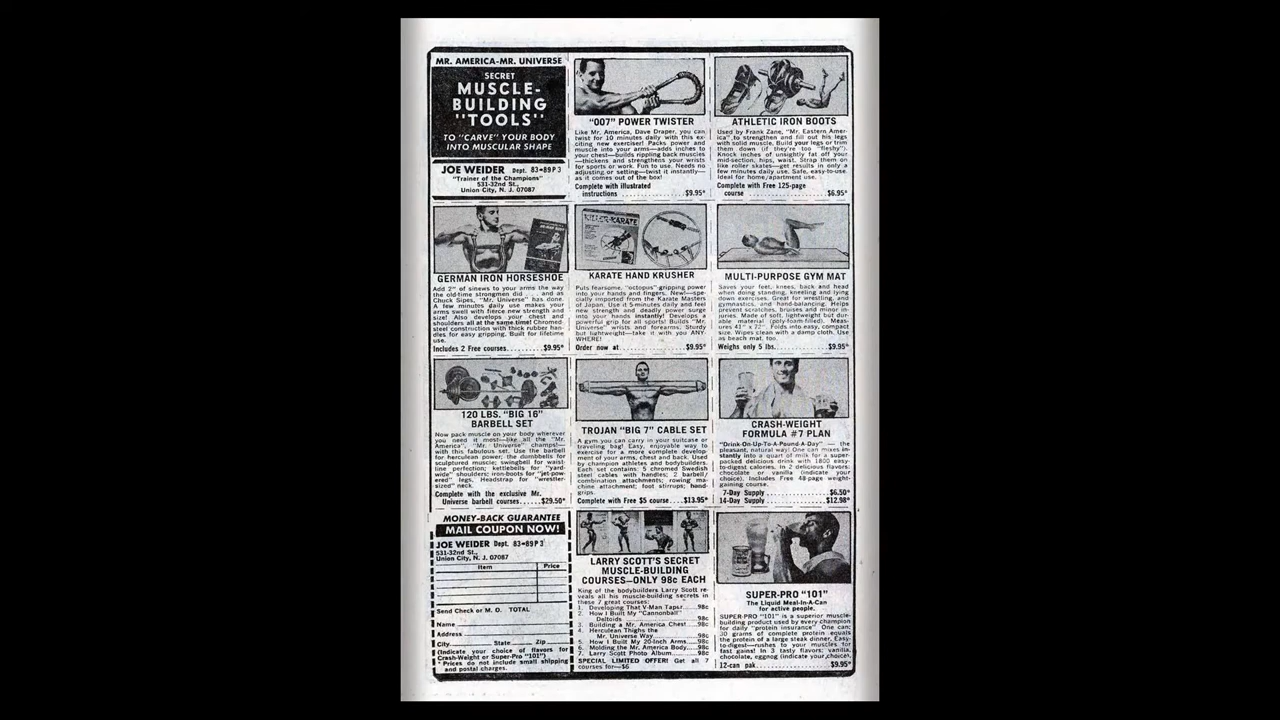 MR. AMERICA-MR. UNIVERSE
SECRET
MUSCLE-
BUILDING
"TOOLS"
TO "CARVE" YOUR BODY
INTO MUSCULAR SHAPE
JOE WEIDER Dept. 83-89P3
"Trainer of the Champions"
531-32nd St.,
Union City, N. J. 07087
"007" POWER TWISTER
Like Mr. America, Dave Draper, you can
twist for 10 minutes daily with this ex-
citing new exerciser! Packs power and
muscle into your arms—adds inches to
your chest—builds rippling back muscles
—thickens and strengthens your wrists
for sports or work. Fun to use. Needs no
adjusting or setting—twist it instantly—
as it comes out of the box!
Complete with illustrated
instructions $9.95*
ATHLETIC IRON BOOTS
Used by Frank Zane, "Mr. Eastern Amer-
ica", to strengthen and fill out his legs
with solid muscle. Build your legs or trim
them down (if they're too "fleshy").
Knock inches of unsightly fat off your
mid-section, hips, waist. Strap them on
like roller skates—get results in only a
few minutes daily use. Safe, easy-to-use.
Ideal for home/apartment use.
Complete with Free 125-page
course $6.95*
GERMAN IRON HORSESHOE
Add 2" of sinews to your arms the way
the old-time strongmen did . . . and as
Chuck Sipes, "Mr. Universe" has done.
A few minutes daily use makes your
arms swell with fierce new strength and
size! Also develops your chest and
shoulders all at the same time! Chromed-
steel construction with thick rubber han-
dles for easy gripping. Built for lifetime
use.
Includes 2 Free courses $9.95*
KILLER-KARATE
KARATE HAND KRUSHER
Puts fearsome, "octopus" gripping power
into your hands and fingers. New!—spe-
cially imported from the Karate Masters
of Japan. Use it 5-minutes daily and feel
new strength and deadly power surge
into your hands instantly! Develops a
powerful grip for all sports! Builds "Mr.
Universe" wrists and forearms. Sturdy
but lightweight—take it with you ANY-
WHERE!
Order now at $9.95*
MULTI-PURPOSE GYM MAT
Saves your feet, knees, back and head
when doing standing, kneeling and lying
down exercises. Great for wrestling, and
gymnastics, and hand-balancing. Helps
prevent scratches, bruises and minor in-
juries. Made of soft, lightweight but dur-
able material (poly-foam-filled). Meas-
ures 41" x 72". Folds into easy, compact
size. Wipes clean with a damp cloth. Use
as beach mat, too.
Weighs only 5 lbs. $9.95*
120 LBS. "BIG 16"
BARBELL SET
Now pack muscle on your body wherever
you need it most—like all the "Mr.
America", "Mr. Universe" champs!—
with this fabulous set. Use the barbell
for herculean power; the dumbbells for
sculptured muscle; swingbell for waist-
line perfection; kettlebells for "yard-
wide" shoulders; iron-boots for "jet-pow-
ered" legs. Headstrap for "wrestler-
sized" neck.
Complete with the exclusive Mr.
Universe barbell courses $29.50*
TROJAN "BIG 7" CABLE SET
A gym you can carry in your suitcase or
traveling bag! Easy, enjoyable way to
exercise for a more complete develop-
ment of your arms, chest and back. Used
by champion athletes and bodybuilders.
Each set contains: 5 chromed Swedish
steel cables with handles; 2 barbell/
combination attachments; rowing ma-
chine attachment; foot stirrups; hand-
grips.
Complete with Free $5 course $13.95*
CRASH-WEIGHT
FORMULA #7 PLAN
"Drink-On-Up-To-A-Pound-A-Day" — the
pleasant, natural way! One can mixes in-
stantly into a quart of milk for a super-
packed delicious drink with 1800 easy-
to-digest calories. In 2 delicious flavors:
chocolate or vanilla (indicate your
choice). Includes Free 48-page weight-
gaining course.
7-Day Supply $6.50*
14-Day Supply $12.98*
MONEY-BACK GUARANTEE
MAIL COUPON NOW!
JOE WEIDER Dept. 83-89P3
531-32nd St.,
Union City, N. J. 07087
Item Price
Send Check or M. O. TOTAL
Name
Address
City State Zip
(Indicate your choice of flavors for
Crash-Weight or Super-Pro "101")
* Prices do not include small shipping
and postal charges.
LARRY SCOTT'S SECRET
MUSCLE-BUILDING
COURSES—ONLY 98c EACH
King of the bodybuilders Larry Scott re-
veals all his muscle-building secrets in
these 7 great courses:
1. Developing That V-Man Taper 98c
2. How I Built My "Cannonball"
Deltoids 98c
3. Building a Mr. America Chest 98c
4. Herculean Thighs the
Mr. Universe Way 98c
5. How I Built My 20-Inch Arms 98c
6. Molding the Mr. America Body 98c
7. Larry Scott Photo Album 98c
SPECIAL LIMITED OFFER! Get all 7
courses for—$6
SUPER-PRO "101"
The Liquid Meal-In-A-Can
for active people.
SUPER-PRO "101" is a superior muscle-
building product used by every champion
for daily "protein insurance" One can:
30 grams of complete protein equals
the protein of a large steak dinner. Easy-
to-digest—rushes to your muscles for
fast gains! In 3 tasty flavors: vanilla,
chocolate, eggnog (indicate your choice).
12-can pak $9.95*